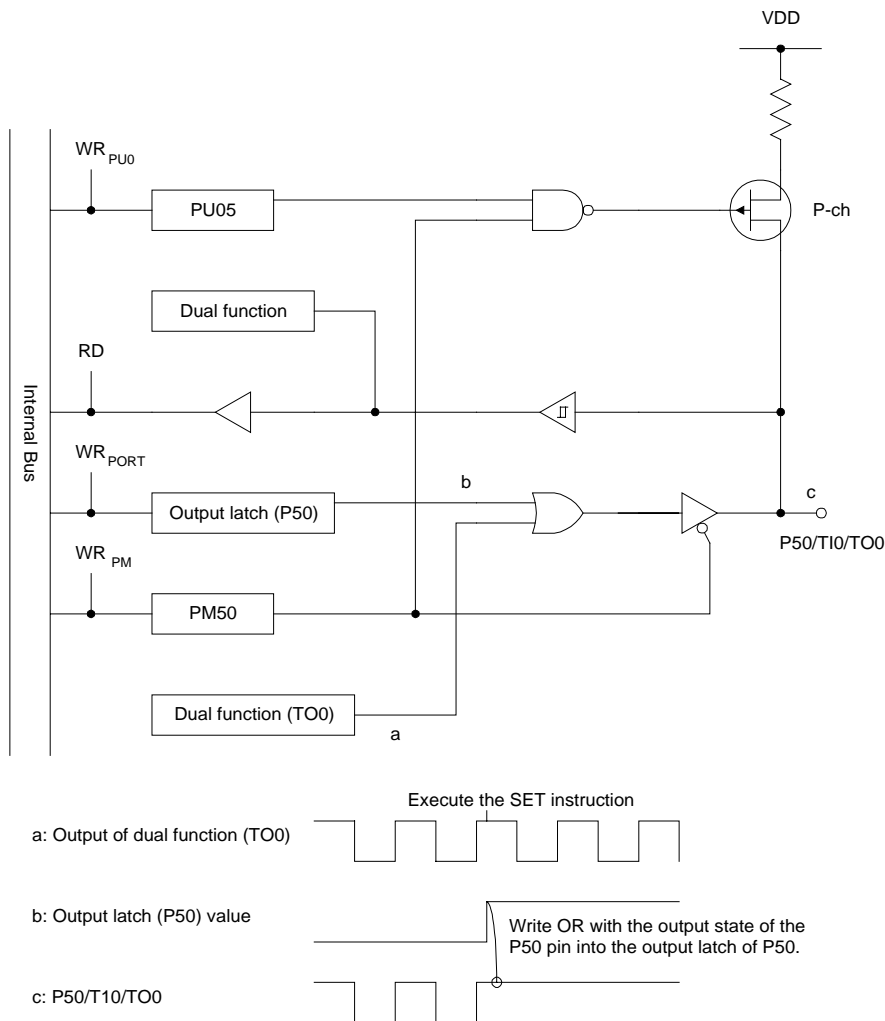 VDD
WR PU0
PU05
P-ch
Dual function
RD
Internal Bus
WR PORT
b
c
Output latch (P50)
P50/TI0/TO0
WR PM
PM50
Dual function (TO0)
a
Execute the SET instruction
a: Output of dual function (TO0)
b: Output latch (P50) value
Write OR with the output state of the
P50 pin into the output latch of P50.
c: P50/T10/TO0